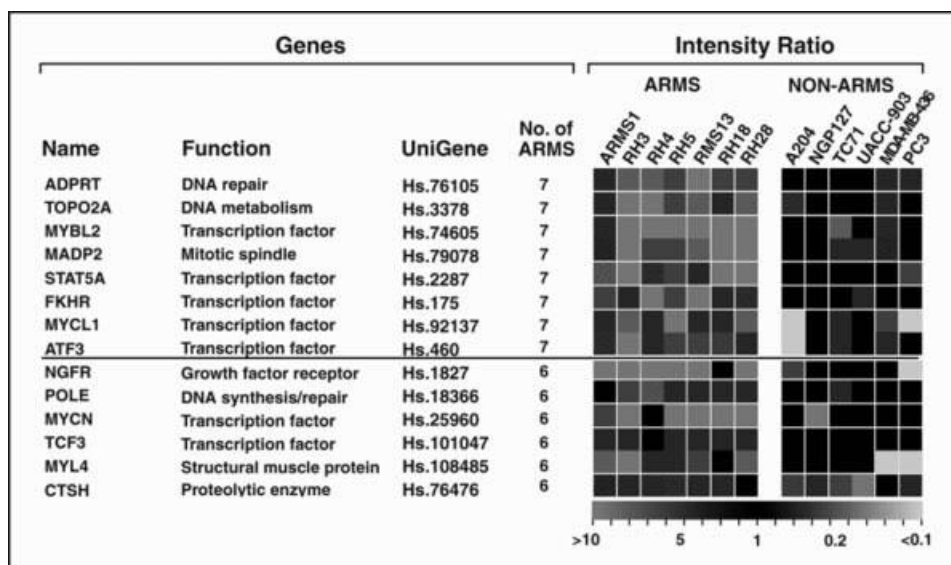 Genes Intensity Ratio
ARMS NON-ARMS
Name Function UniGene No. of ARMS ARMS1 RH3 RH4 RH5 RMS13 RH18 RH28 A204 NGP127 TC71 UACC-903 MDA-MB-436 PC3
ADPRT DNA repair Hs.76105 7
TOPO2A DNA metabolism Hs.3378 7
MYBL2 Transcription factor Hs.74605 7
MADP2 Mitotic spindle Hs.79078 7
STAT5A Transcription factor Hs.2287 7
FKHR Transcription factor Hs.175 7
MYCL1 Transcription factor Hs.92137 7
ATF3 Transcription factor Hs.460 7
NGFR Growth factor receptor Hs.1827 6
POLE DNA synthesis/repair Hs.18366 6
MYCN Transcription factor Hs.25960 6
TCF3 Transcription factor Hs.101047 6
MYL4 Structural muscle protein Hs.108485 6
CTSH Proteolytic enzyme Hs.76476 6
>10 5 1 0.2 <0.1